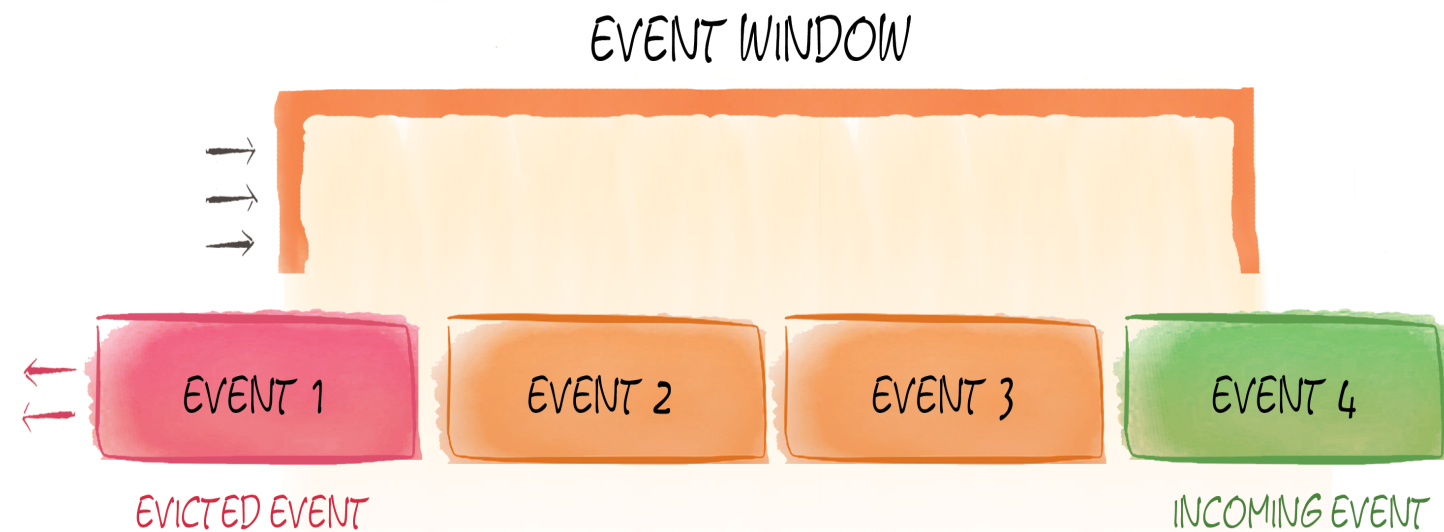 EVENT WINDOW
EVENT 1
EVENT 2
EVENT 3
EVENT 4
EVICTED EVENT
INCOMING EVENT